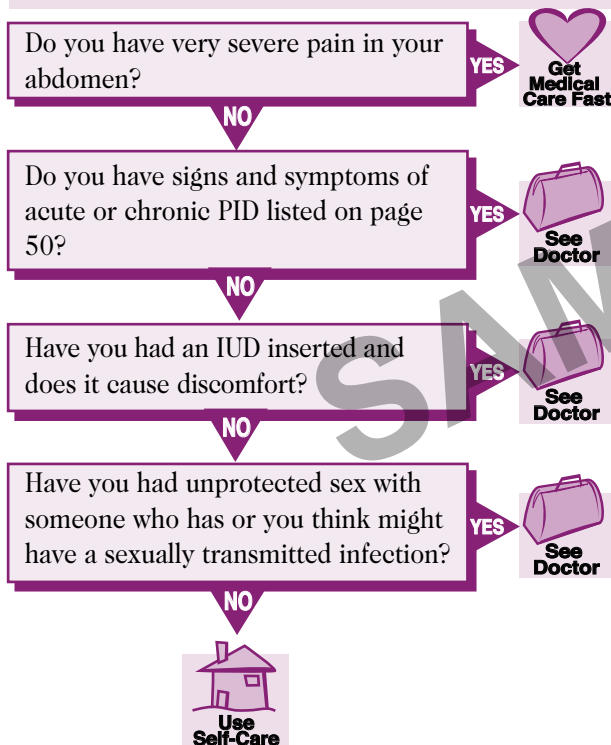 Do you have very severe pain in your
abdomen?
YES
Get
Medical
Care Fast
NO
Do you have signs and symptoms of
acute or chronic PID listed on page
50?
YES
See
Doctor
NO
Have you had an IUD inserted and
does it cause discomfort?
YES
See
Doctor
NO
Have you had unprotected sex with
someone who has or you think might
have a sexually transmitted infection?
YES
See
Doctor
NO
Use
Self-Care
SAM